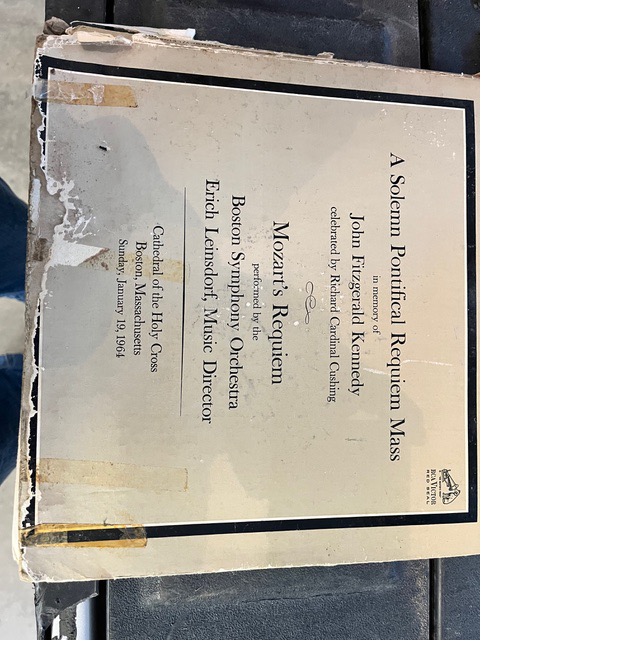 A Solemn Pontifical Requiem Mass
in memory of
John Fitzgerald Kennedy
celebrated by Richard Cardinal Cushing
Mozart's Requiem
performed by the
Boston Symphony Orchestra
Erich Leinsdorf, Music Director
Cathedral of the Holy Cross
Boston, Massachusetts
Sunday, January 19, 1964
RCA VICTOR
RED SEAL